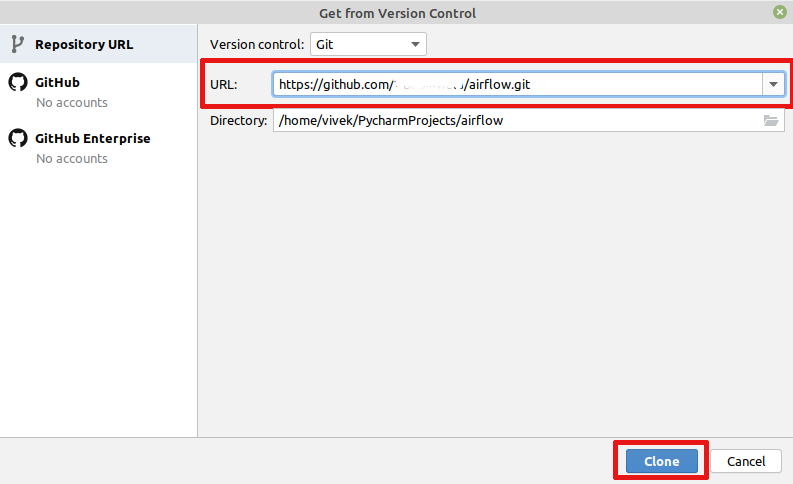 Get from Version Control
Repository URL
GitHub
No accounts
GitHub Enterprise
No accounts
Version control: Git
URL: https://github.com/ /airflow.git
Directory: /home/vivek/PycharmProjects/airflow
Clone Cancel